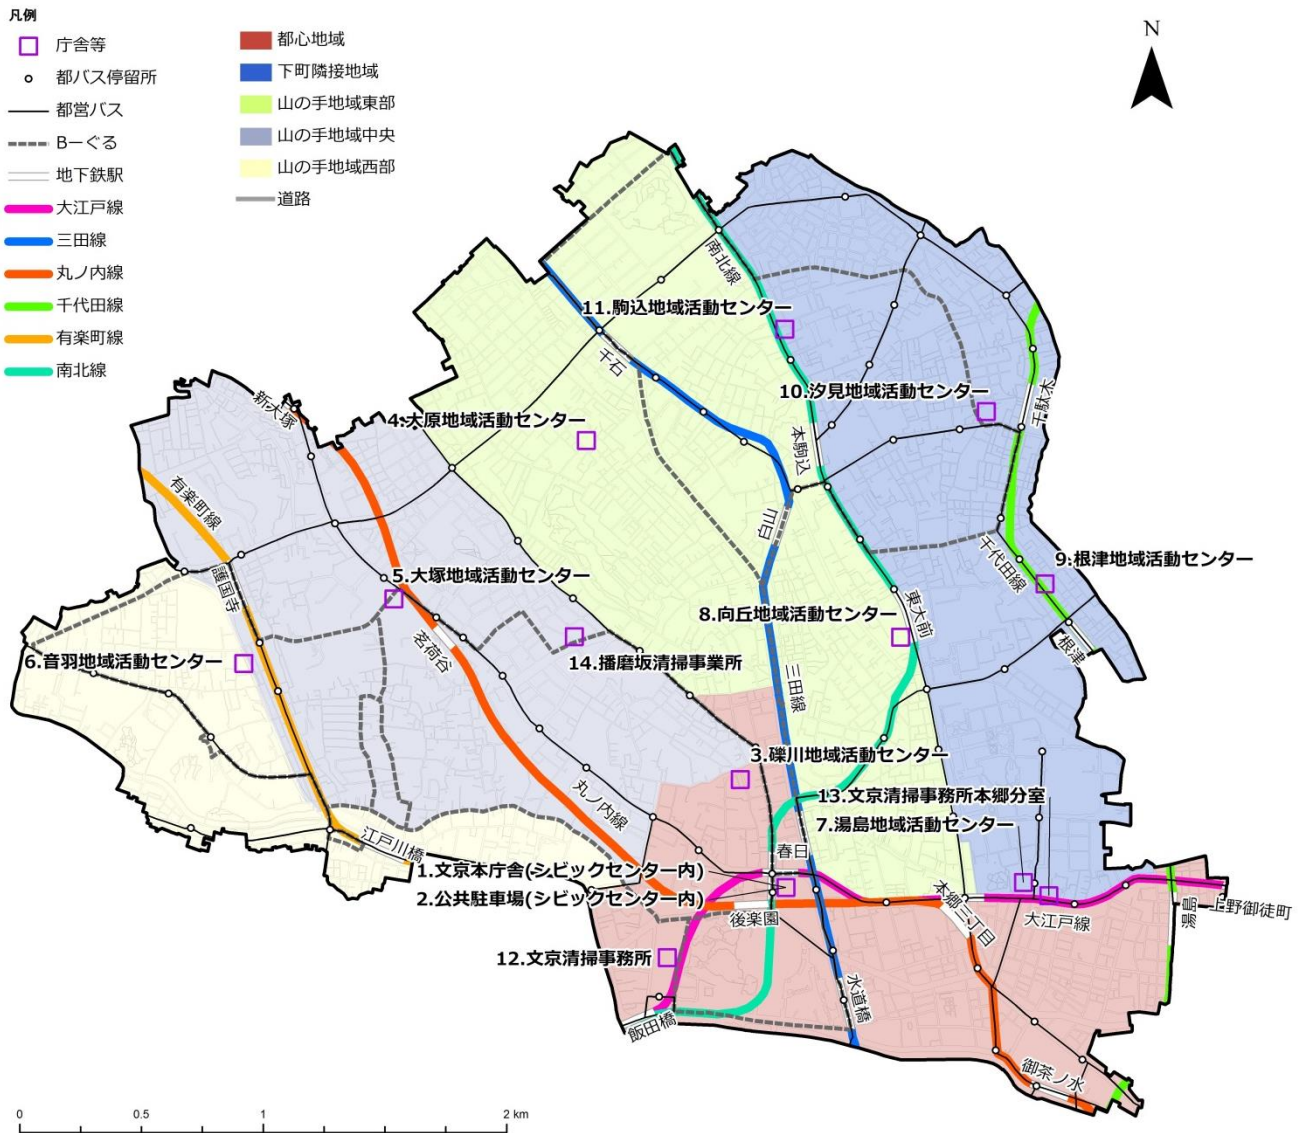 凡例
庁舎等
都バス停留所
都営バス
Bーぐる
地下鉄駅
大江戸線
三田線
丸ノ内線
千代田線
有楽町線
南北線
都心地域
下町隣接地域
山の手地域東部
山の手地域中央
山の手地域西部
道路
N
南北線
11.駒込地域活動センター
千石
10.汐見地域活動センター
千駄木
新大塚
4.大原地域活動センター
本駒込
有楽町線
白山
護国寺
5.大塚地域活動センター
千代田線
9.根津地域活動センター
8.向丘地域活動センター
東大前
茗荷谷
根津
6.音羽地域活動センター
14.播磨坂清掃事業所
三田線
3.礫川地域活動センター
13.文京清掃事務所本郷分室
7.湯島地域活動センター
丸ノ内線
江戸川橋
春日
1.文京本庁舎(シビックセンター内)
2.公共駐車場(シビックセンター内)
後楽園
本郷三丁目
大江戸線
湯島
上野御徒町
12.文京清掃事務所
水道橋
飯田橋
御茶ノ水
0 0.5 1 2 km